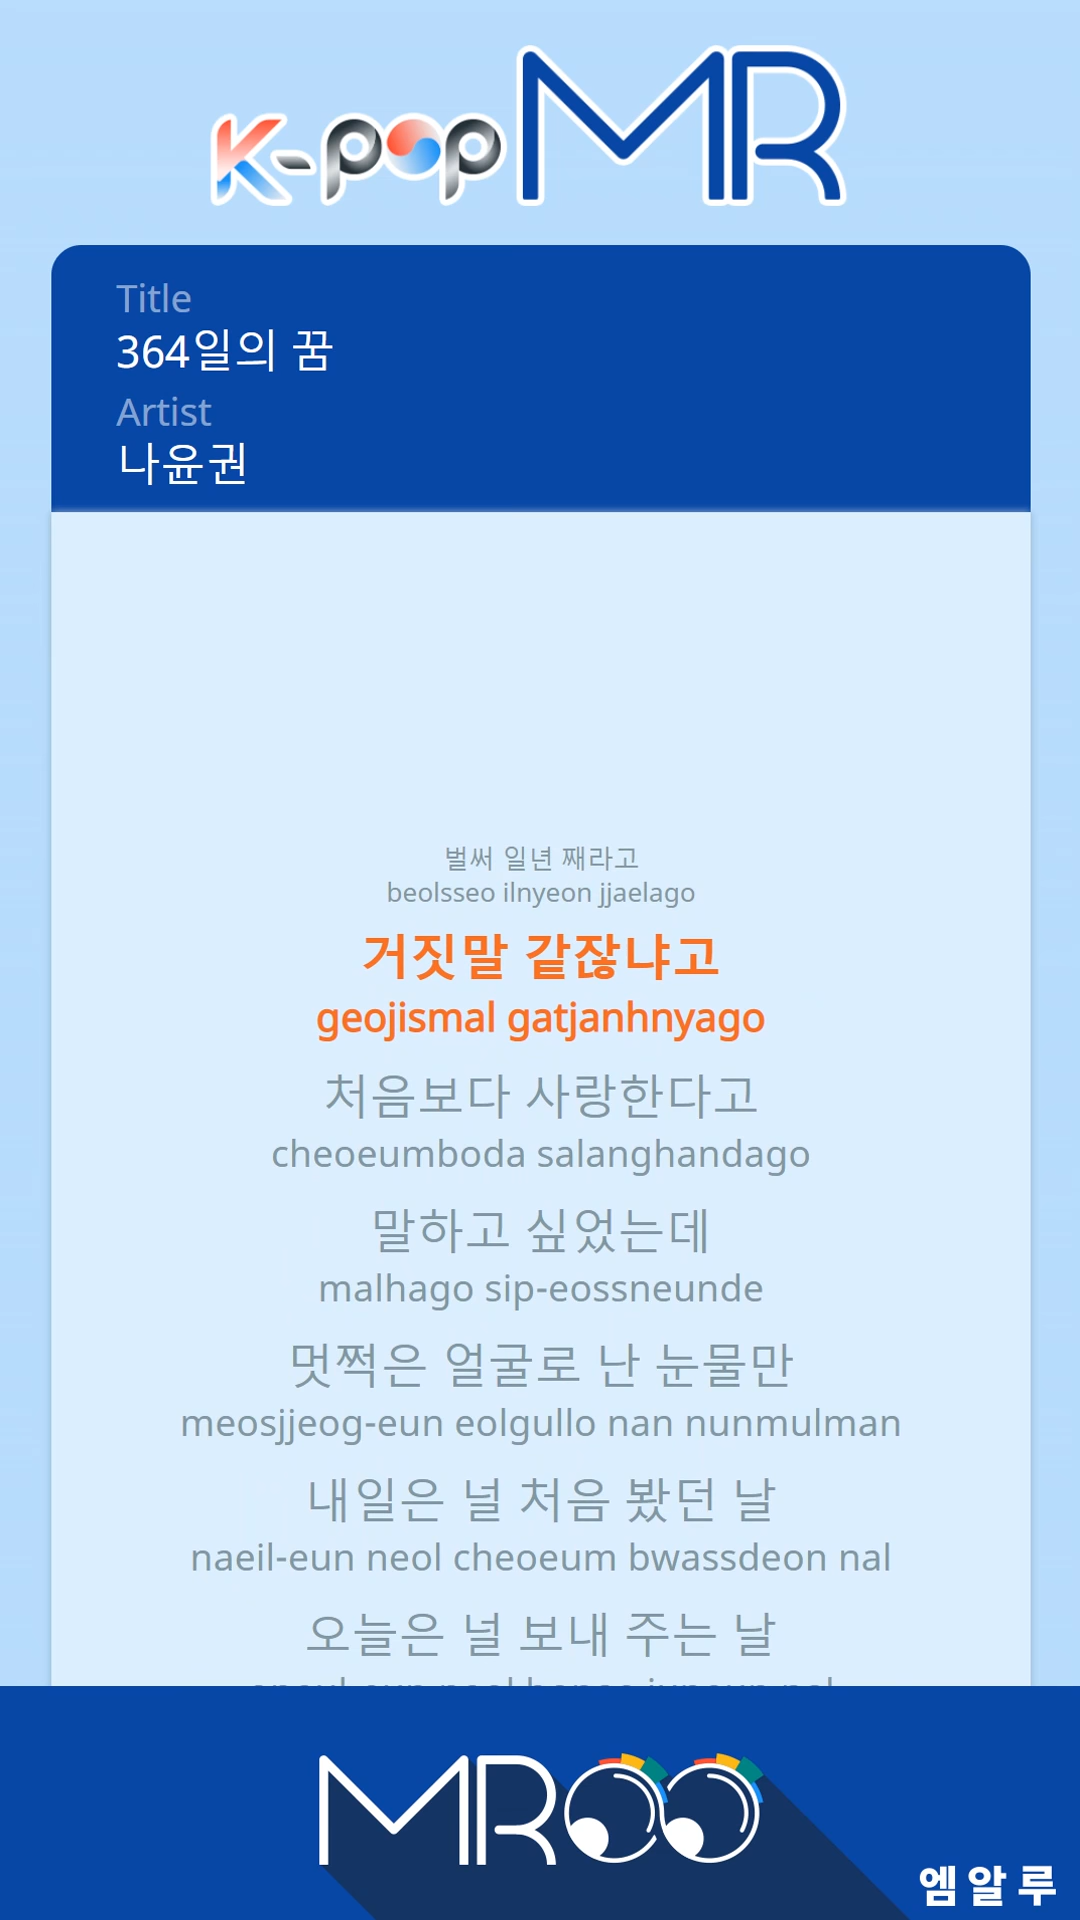 K-pop MR
Title
364일의 꿈
Artist
나윤권
벌써 일년 째라고
beolsseo ilnyeon jjaelago
거짓말 같잖냐고
geojismal gatjanhnyago
처음보다 사랑한다고
cheoeumboda salanghandago
말하고 싶었는데
malhago sip-eossneunde
멋쩍은 얼굴로 난 눈물만
meosjjeog-eun eolgullo nan nunmulman
내일은 널 처음 봤던 날
naeil-eun neol cheoeum bwassdeon nal
오늘은 널 보내 주는 날
MROO
엠알루